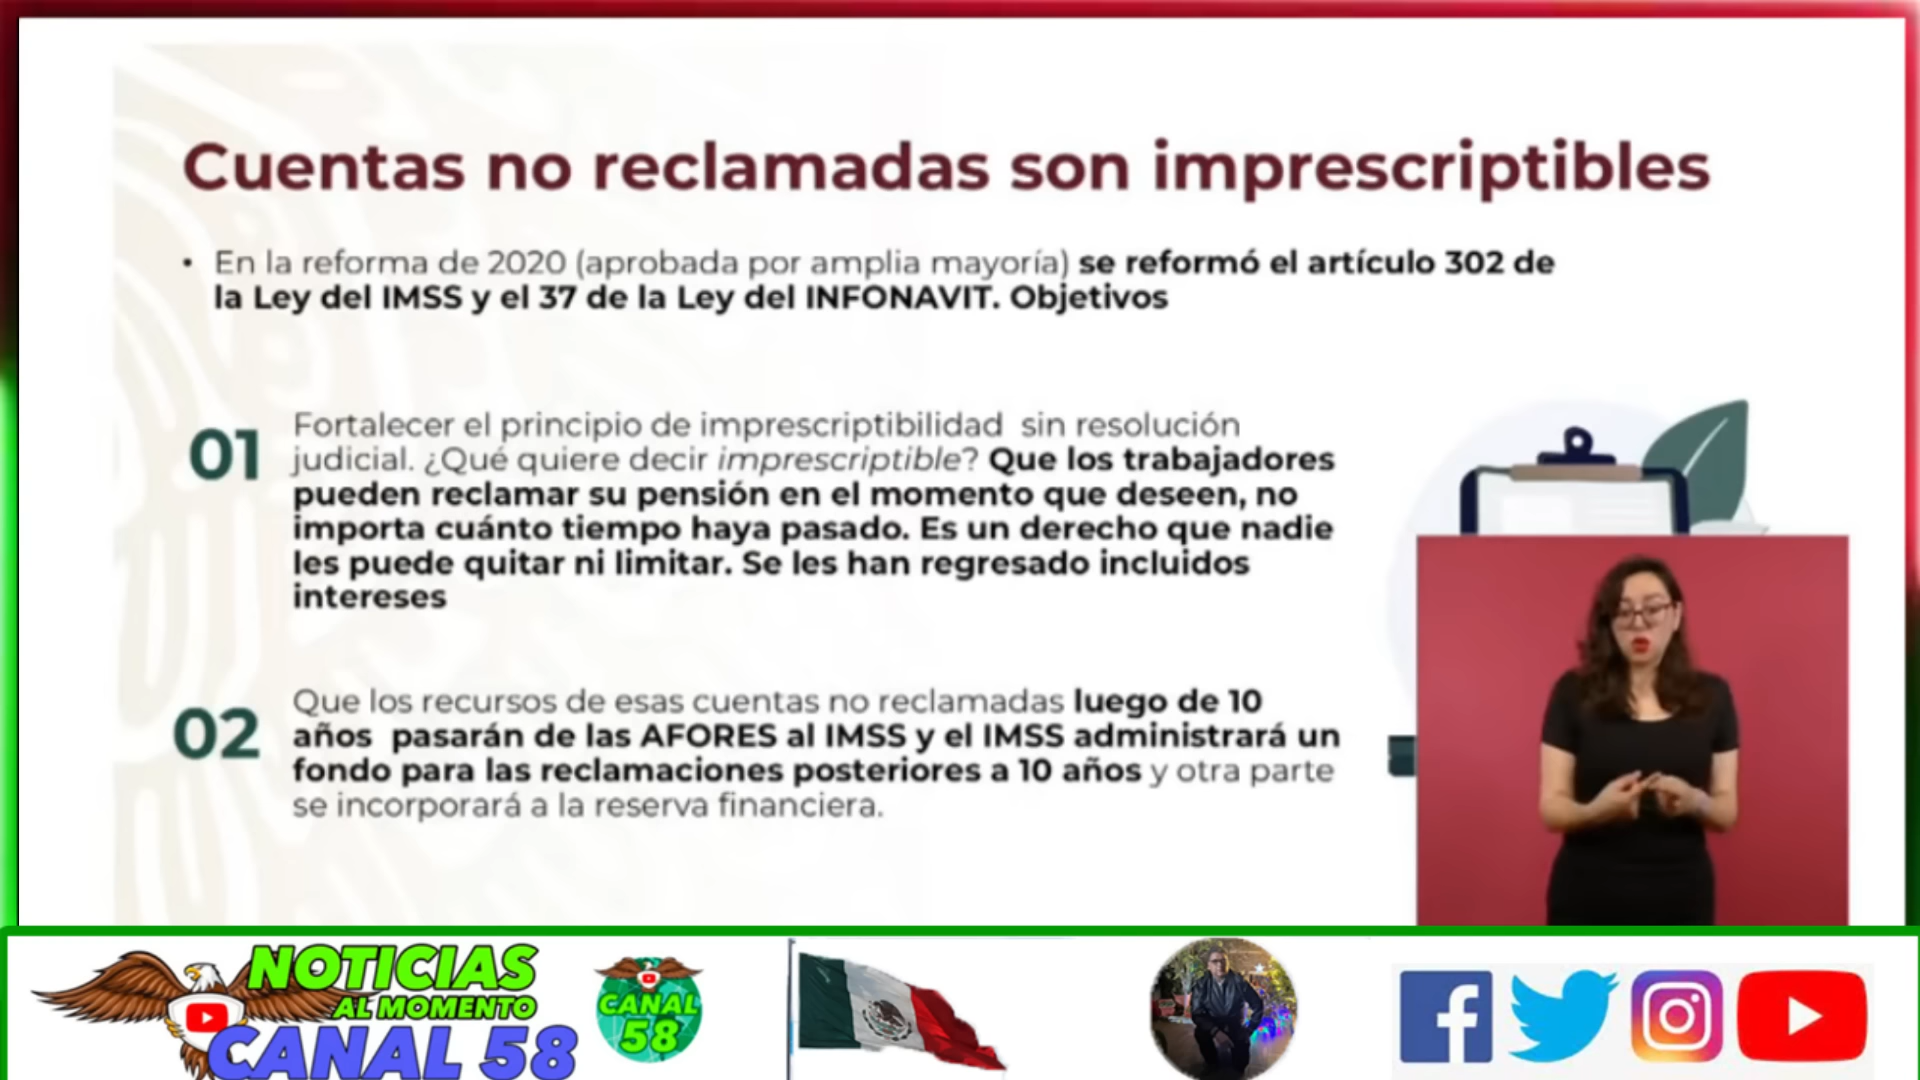 Cuentas no reclamadas son imprescriptibles
• En la reforma de 2020 (aprobada por amplia mayoría) se reformó el artículo 302 de
la Ley del IMSS y el 37 de la Ley del INFONAVIT. Objetivos
01
Fortalecer el principio de imprescriptibilidad sin resolución
judicial. ¿Qué quiere decir imprescriptible? Que los trabajadores
pueden reclamar su pensión en el momento que deseen, no
importa cuánto tiempo haya pasado. Es un derecho que nadie
les puede quitar ni limitar. Se les han regresado incluidos
intereses
02
Que los recursos de esas cuentas no reclamadas luego de 10
años pasarán de las AFORES al IMSS y el IMSS administrará un
fondo para las reclamaciones posteriores a 10 años y otra parte
se incorporará a la reserva financiera.
NOTICIAS
AL MOMENTO
CANAL 58
CANAL
58